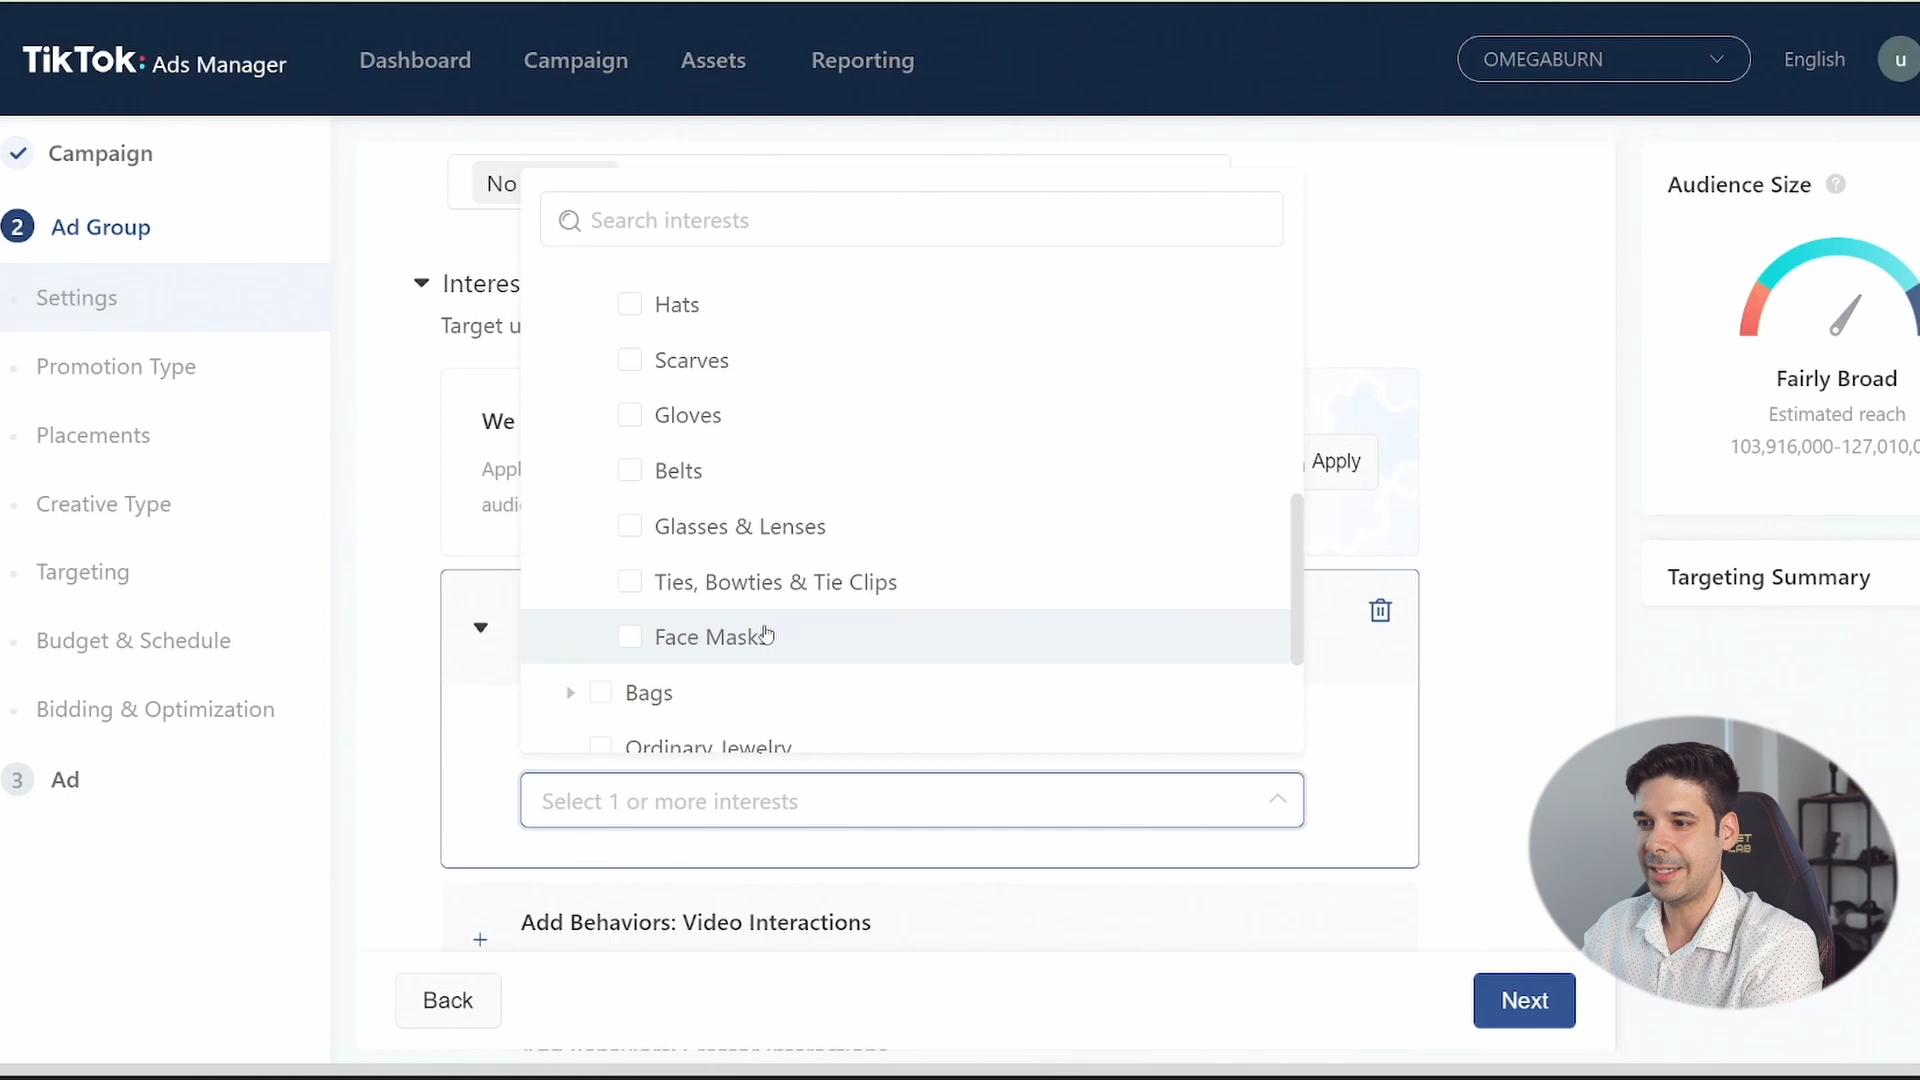 TikTok: Ads Manager
Dashboard
Campaign
Assets
Reporting
OMEGABURN
English
u
Campaign
2 Ad Group
Settings
Promotion Type
Placements
Creative Type
Targeting
Budget & Schedule
Bidding & Optimization
3 Ad
No
Search interests
Interes
Target u
We
Appl
audie
Apply
Hats
Scarves
Gloves
Belts
Glasses & Lenses
Ties, Bowties & Tie Clips
Face Masks
Bags
Ordinary Jewelry
Select 1 or more interests
Add Behaviors: Video Interactions
Back
Next
Audience Size ?
Fairly Broad
Estimated reach
103,916,000-127,010,0
Targeting Summary